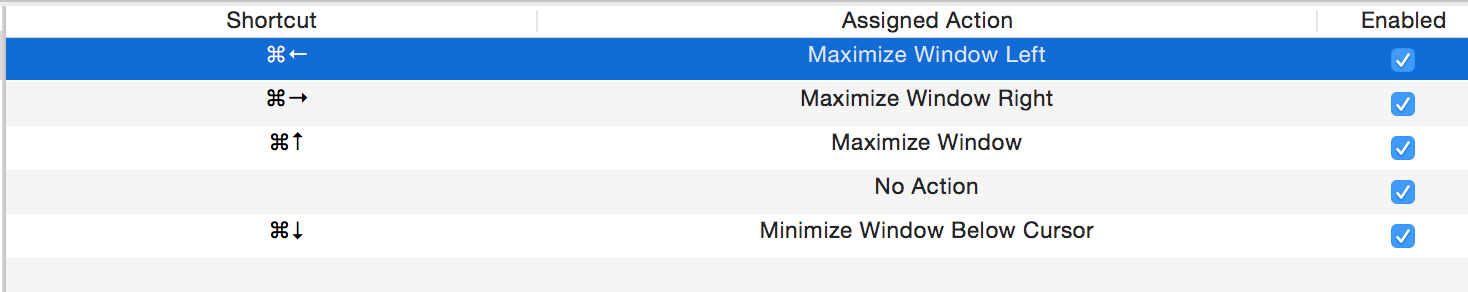 Shortcut Assigned Action Enabled
⌘← Maximize Window Left
⌘→ Maximize Window Right
⌘↑ Maximize Window
No Action
⌘↓ Minimize Window Below Cursor